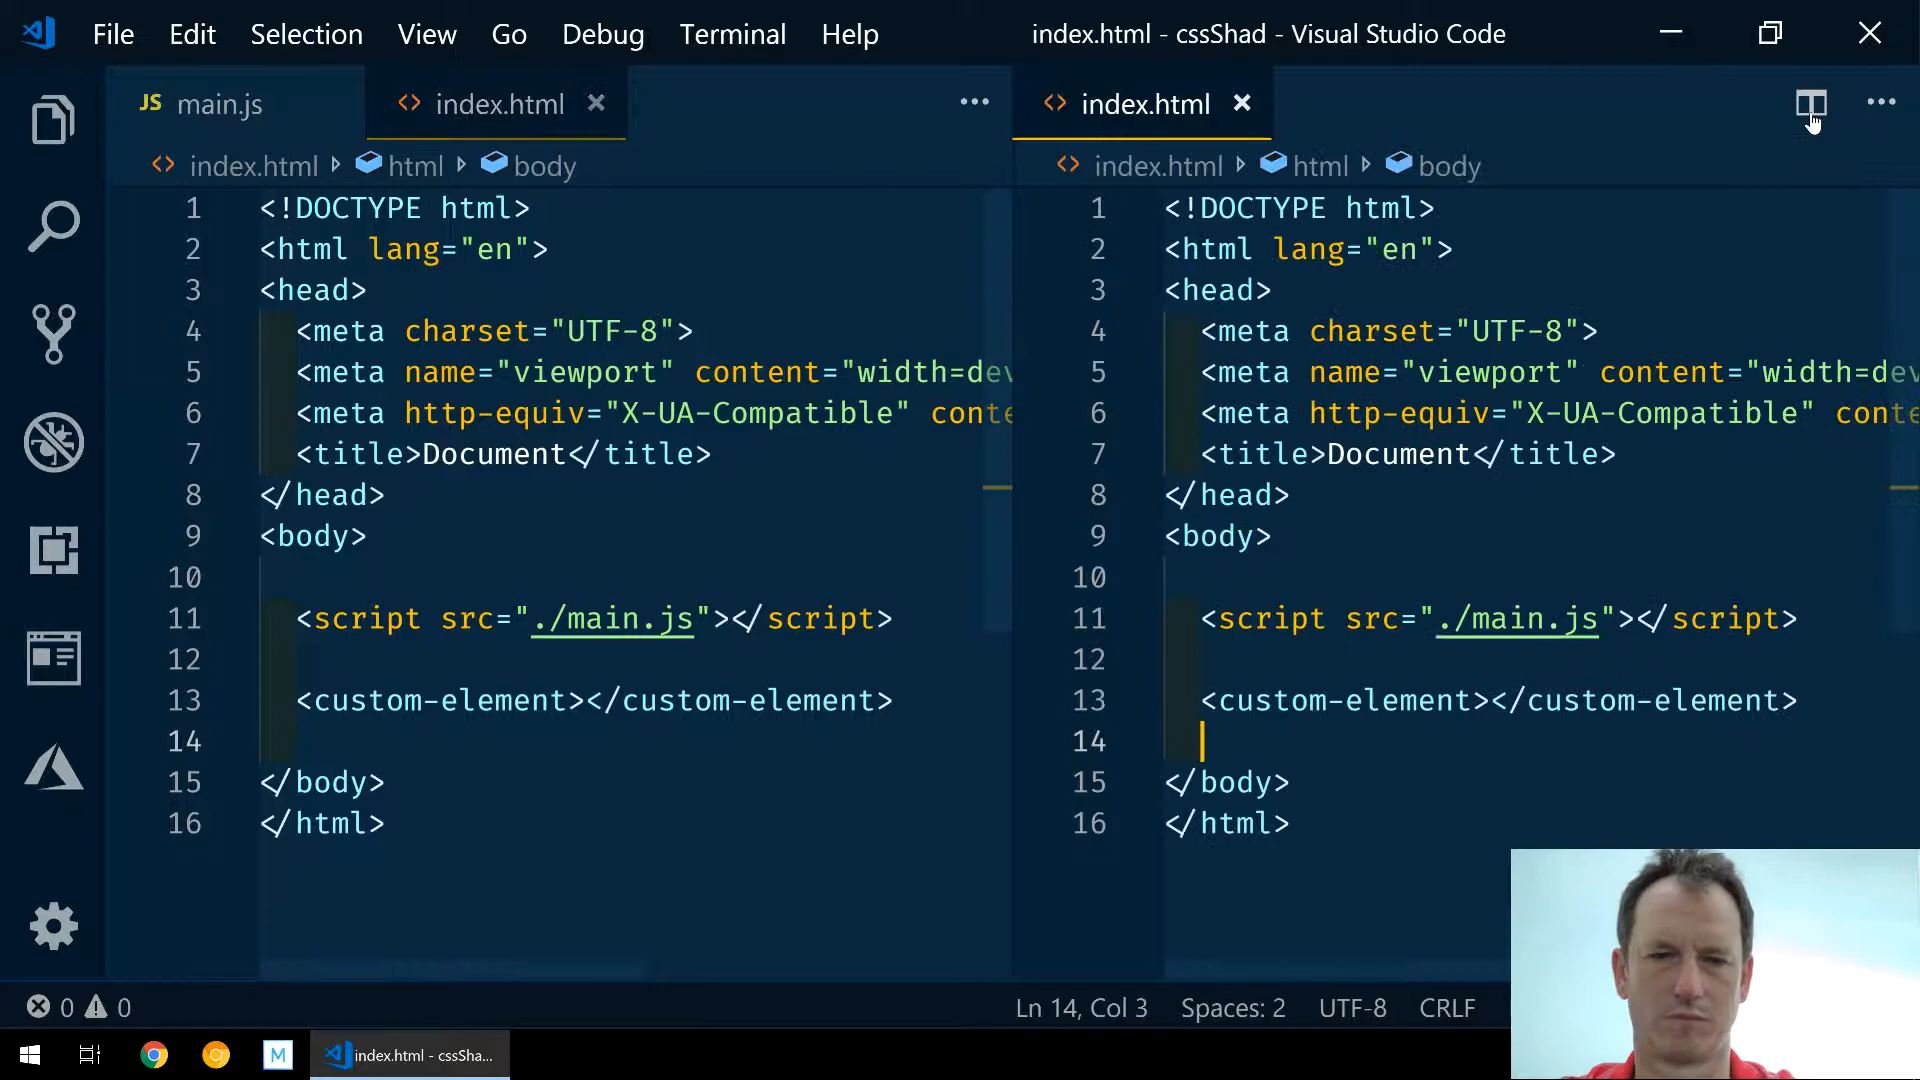 File Edit Selection View Go Debug Terminal Help index.html - cssShad - Visual Studio Code
JS main.js <> index.html × ••• <> index.html × •••
<> index.html html body
<> index.html html body
1 <!DOCTYPE html>
2 <html lang="en">
3 <head>
4 <meta charset="UTF-8">
5 <meta name="viewport" content="width=dev
6 <meta http-equiv="X-UA-Compatible" conte
7 <title>Document</title>
8 </head>
9 <body>
10
11 <script src="./main.js"></script>
12
13 <custom-element></custom-element>
14
15 </body>
16 </html>
1 <!DOCTYPE html>
2 <html lang="en">
3 <head>
4 <meta charset="UTF-8">
5 <meta name="viewport" content="width=dev
6 <meta http-equiv="X-UA-Compatible" conte
7 <title>Document</title>
8 </head>
9 <body>
10
11 <script src="./main.js"></script>
12
13 <custom-element></custom-element>
14
15 </body>
16 </html>
0 0 Ln 14, Col 3 Spaces: 2 UTF-8 CRLF
M index.html - cssSha...